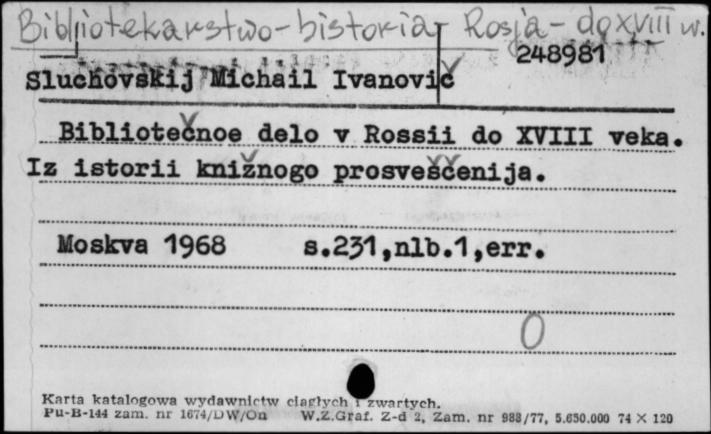 Bibljiotekarstwo - historia - Rosja - do XVIII w.
248981
Sluchovskij Michail Ivanovič
Bibliotečnoe delo v Rossii do XVIII veka.
Iz istorii knižnogo prosveščenija.
Moskva 1968 s.231,nlb.1,err.
0
Karta katalogowa wydawnictw ciągłych i zwartych.
Pu-B-144 zam. nr 1674/DW/On W.Z.Graf. Z-d 2, Zam. nr 988/77, 5.650.000 74 X 120